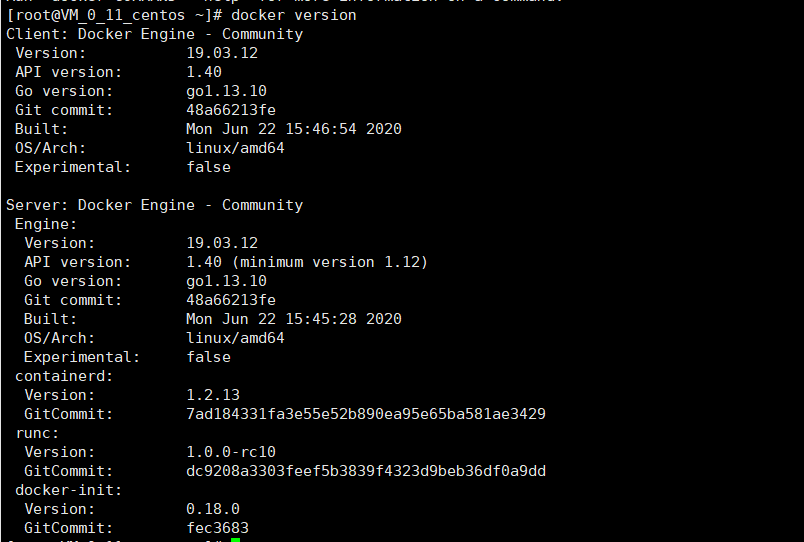 [root@VM_0_11_centos ~]# docker version
Client: Docker Engine - Community
 Version:           19.03.12
 API version:       1.40
 Go version:        go1.13.10
 Git commit:        48a66213fe
 Built:             Mon Jun 22 15:46:54 2020
 OS/Arch:           linux/amd64
 Experimental:      false

Server: Docker Engine - Community
 Engine:
  Version:          19.03.12
  API version:      1.40 (minimum version 1.12)
  Go version:       go1.13.10
  Git commit:       48a66213fe
  Built:            Mon Jun 22 15:45:28 2020
  OS/Arch:          linux/amd64
  Experimental:     false
 containerd:
  Version:          1.2.13
  GitCommit:        7ad184331fa3e55e52b890ea95e65ba581ae3429
 runc:
  Version:          1.0.0-rc10
  GitCommit:        dc9208a3303feef5b3839f4323d9beb36df0a9dd
 docker-init:
  Version:          0.18.0
  GitCommit:        fec3683